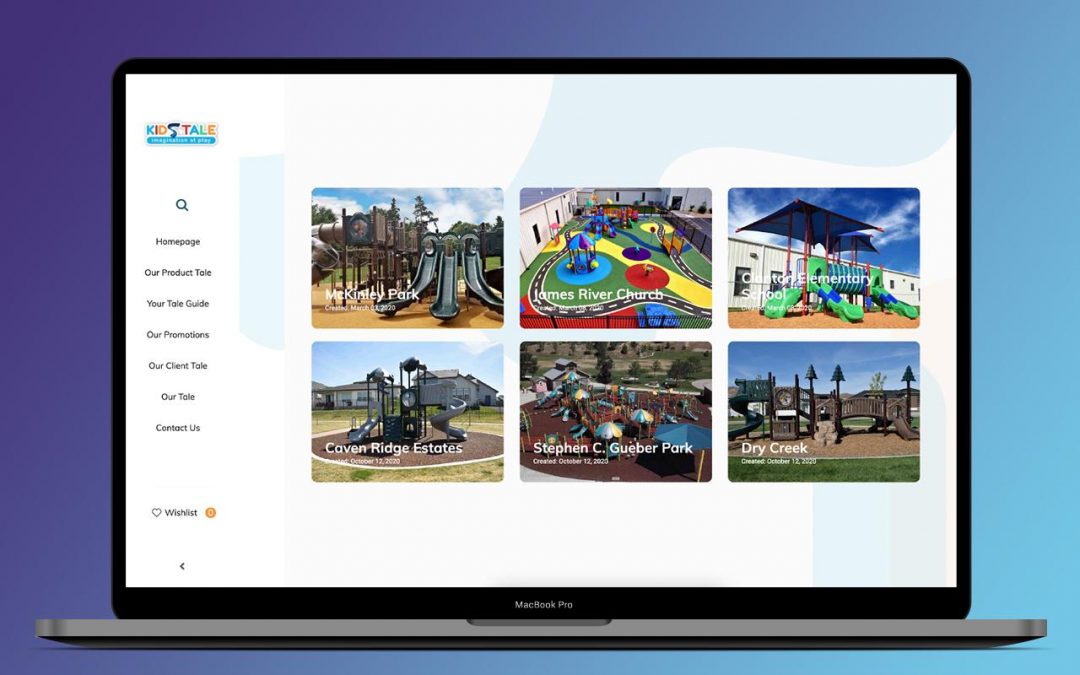 KIDSTALE
imagination at play
Homepage
Our Product Tale
Your Tale Guide
Our Promotions
Our Client Tale
Our Tale
Contact Us
Wishlist 0
McKinley Park
Created: March 03, 2020
James River Church
Created: March 03, 2020
Clanton Elementary
School
Created: March 03, 2020
Caven Ridge Estates
Created: October 12, 2020
Stephen C. Gueber Park
Created: October 12, 2020
Dry Creek
Created: October 12, 2020
MacBook Pro